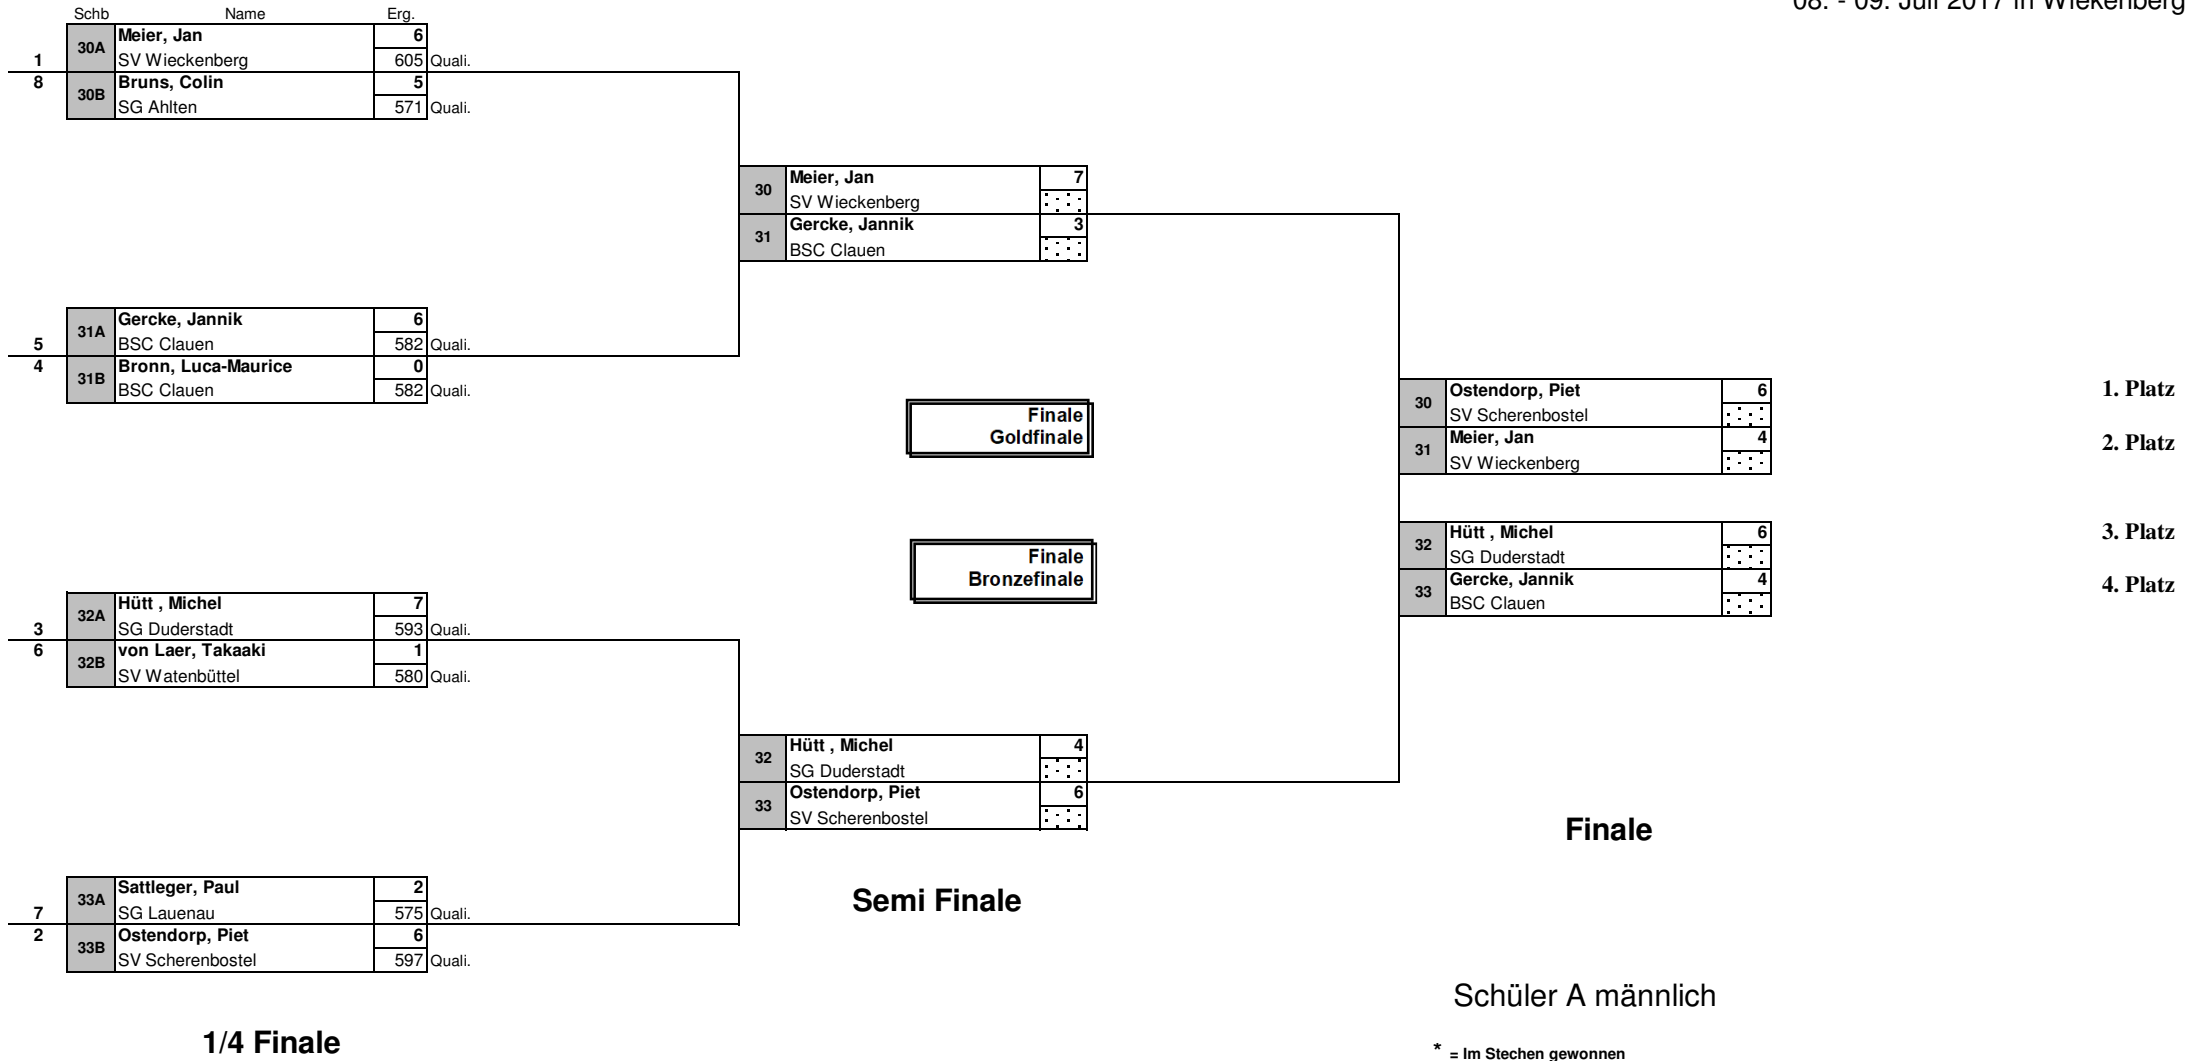 08. - 09. Juli 2017 in Wiekenberg
Schb Name Erg.
30A Meier, Jan 6
1 SV Wieckenberg 605 Quali.
8 30B Bruns, Colin 5
SG Ahlten 571 Quali.
30 Meier, Jan 7
SV Wieckenberg
31 Gercke, Jannik 3
BSC Clauen
31A Gercke, Jannik 6
5 BSC Clauen 582 Quali.
4 31B Bronn, Luca-Maurice 0
BSC Clauen 582 Quali.
Finale
Goldfinale
30 Ostendorp, Piet 6 1. Platz
SV Scherenbostel
31 Meier, Jan 4 2. Platz
SV Wieckenberg
Finale
Bronzefinale
32 Hütt , Michel 6 3. Platz
SG Duderstadt
33 Gercke, Jannik 4 4. Platz
BSC Clauen
32A Hütt , Michel 7
3 SG Duderstadt 593 Quali.
6 32B von Laer, Takaaki 1
SV Watenbüttel 580 Quali.
32 Hütt , Michel 4
SG Duderstadt
33 Ostendorp, Piet 6
SV Scherenbostel
Finale
33A Sattleger, Paul 2
7 SG Lauenau 575 Quali.
2 33B Ostendorp, Piet 6
SV Scherenbostel 597 Quali.
Semi Finale
Schüler A männlich
1/4 Finale
* = Im Stechen gewonnen